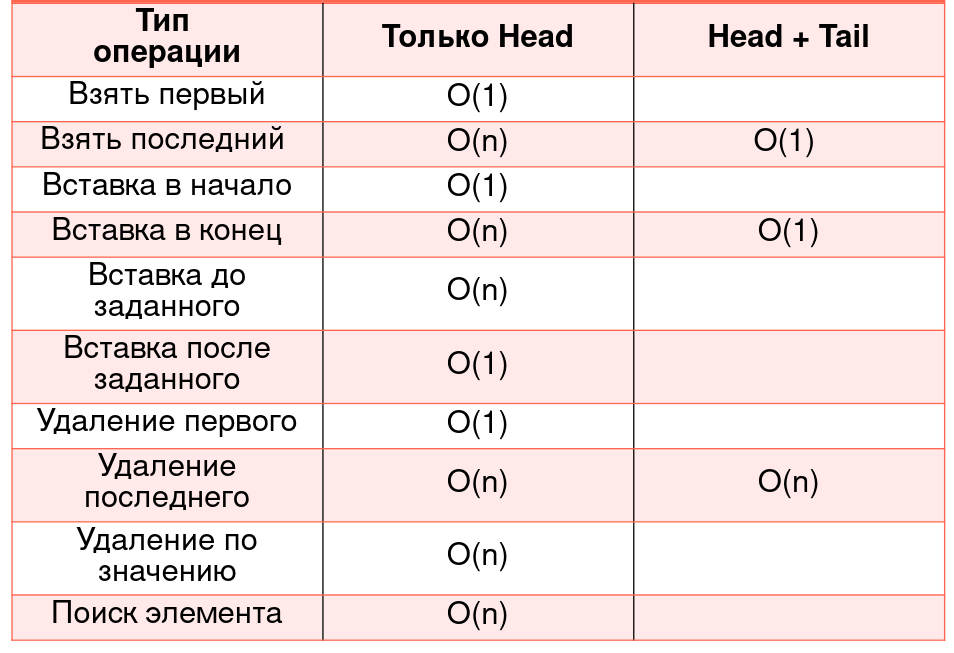 Тип
операции
Только Head
Head + Tail
Взять первый
O(1)
Взять последний
O(n)
O(1)
Вставка в начало
O(1)
Вставка в конец
O(n)
O(1)
Вставка до
заданного
O(n)
Вставка после
заданного
O(1)
Удаление первого
O(1)
Удаление
последнего
O(n)
O(n)
Удаление по
значению
O(n)
Поиск элемента
O(n)